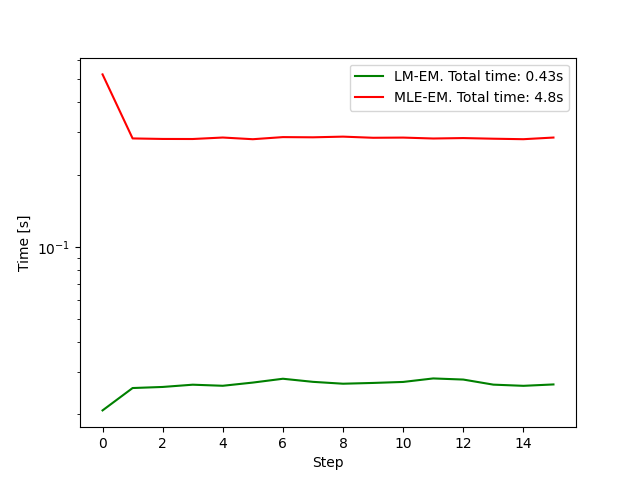 LM-EM. Total time: 0.43s
MLE-EM. Total time: 4.8s
Time [s]
10⁻¹
0 2 4 6 8 10 12 14
Step